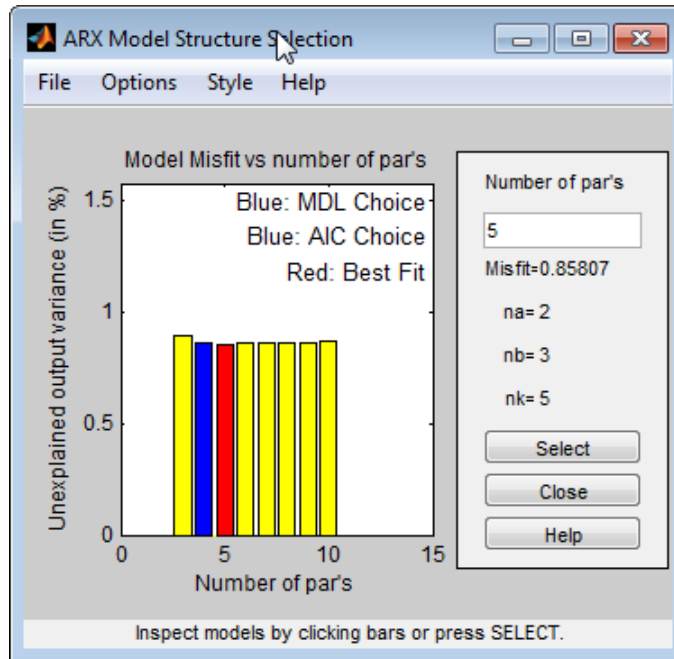 ARX Model Structure Selection
File Options Style Help
Model Misfit vs number of par's
Unexplained output variance (in %)
1.5
1
0.5
0
Blue: MDL Choice
Blue: AIC Choice
Red: Best Fit
0 5 10 15
Number of par's
Number of par's
5
Misfit=0.85807
na= 2
nb= 3
nk= 5
Select
Close
Help
Inspect models by clicking bars or press SELECT.